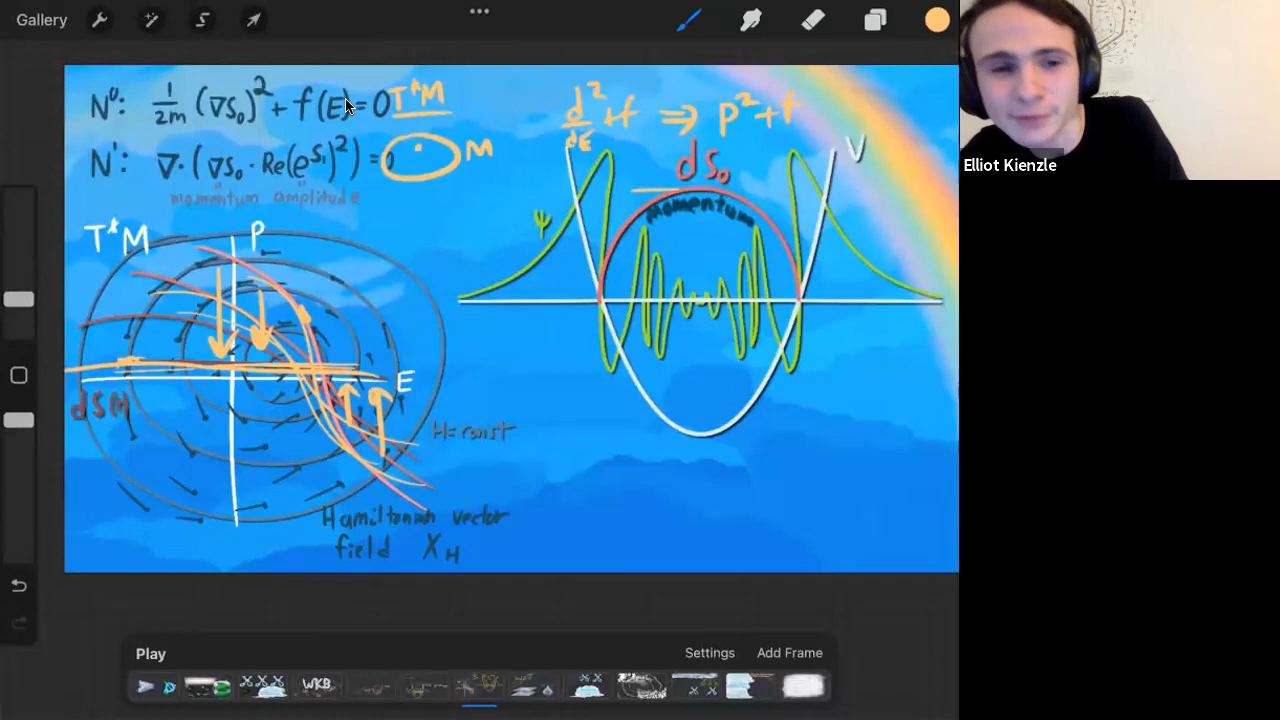 Gallery
N⁰: 1/2m (∇S₀)² + f(E) = 0 T*M
N': ∇·(∇S₀ · Re(e^S₁)²) = 0 M
momentum amplitude
d²/dE + f ⇒ P² + f
dS₀
V
momentum
ψ
T*M
P
E
dS(M)
H=const
Hamiltonian vector
field X_H
Elliot Kienzle
Play
Settings
Add Frame
WKB